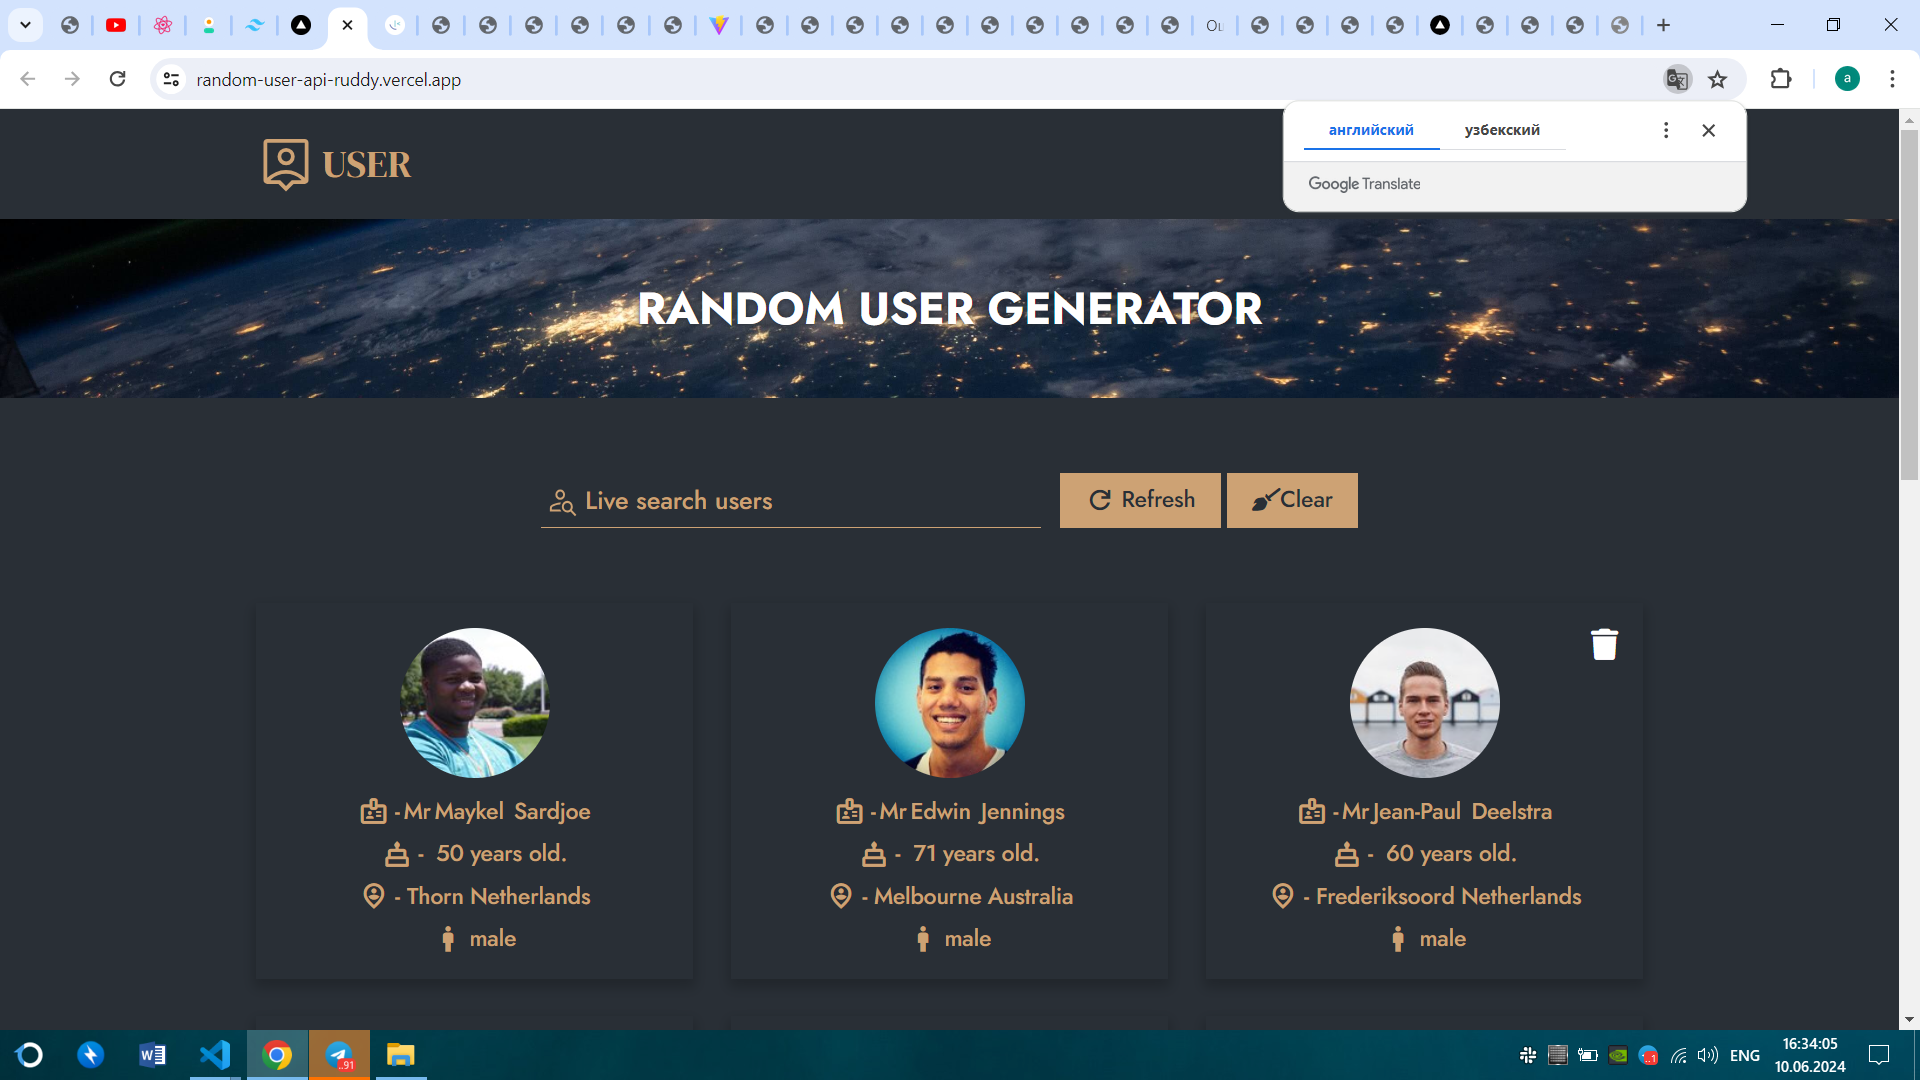 Ou
random-user-api-ruddy.vercel.app
a
английский узбекский
Google Translate
USER
RANDOM USER GENERATOR
Live search users
Refresh
Clear
- Mr Maykel Sardjoe
- 50 years old.
- Thorn Netherlands
male
- Mr Edwin Jennings
- 71 years old.
- Melbourne Australia
male
- Mr Jean-Paul Deelstra
- 60 years old.
- Frederiksoord Netherlands
male
..91
ENG
16:34:05
10.06.2024